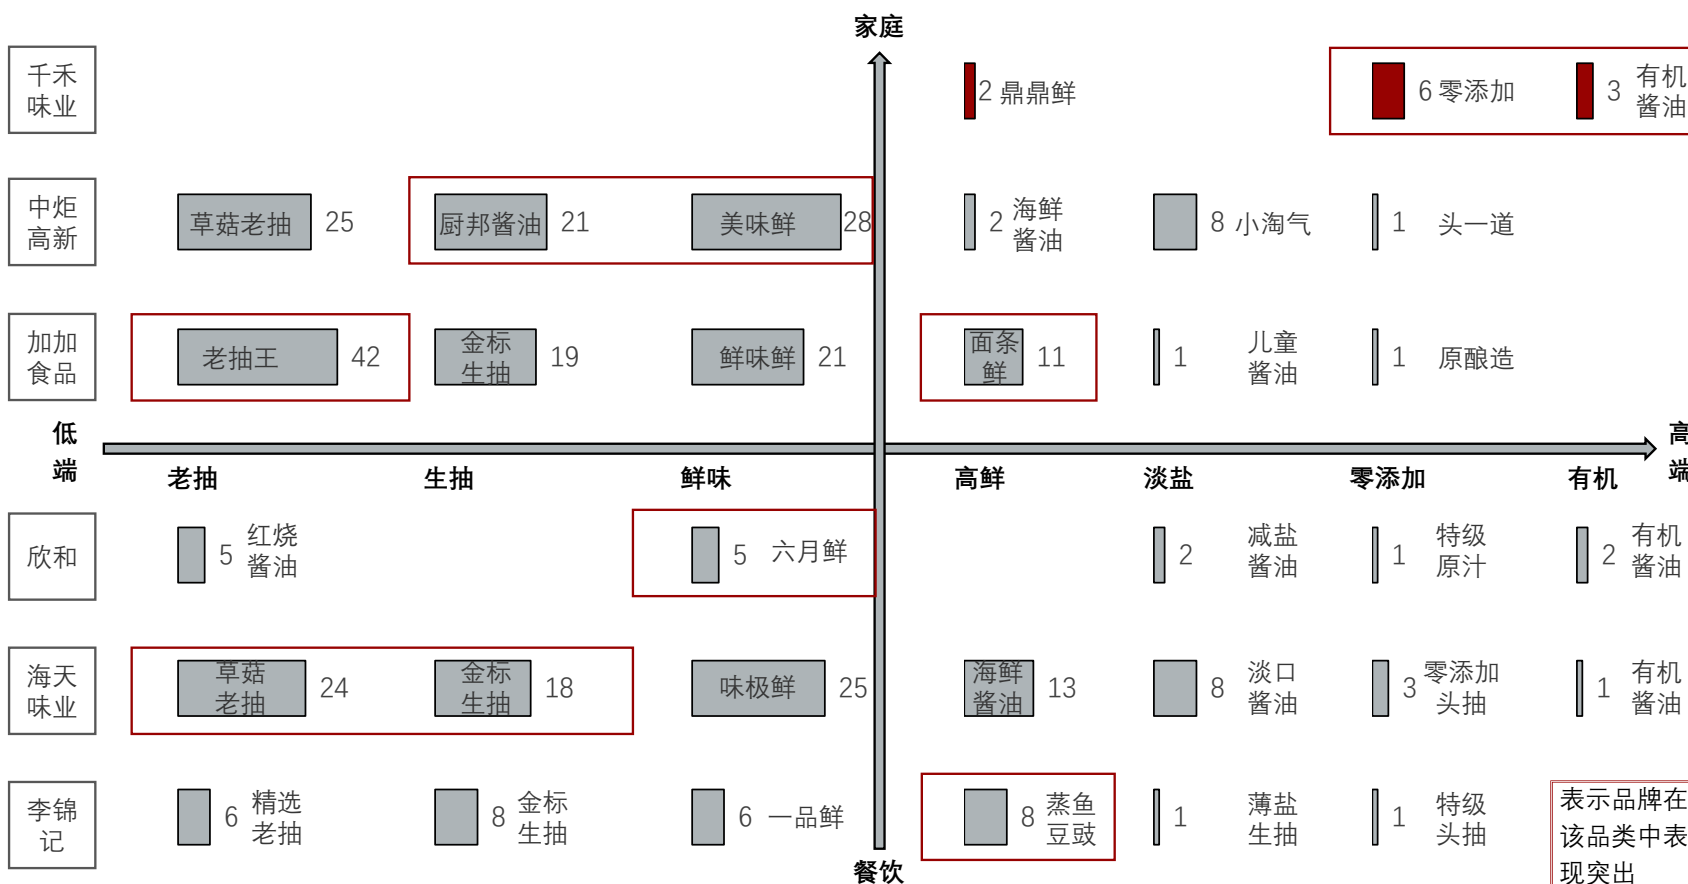 家庭
千禾
味业
2 鼎鼎鲜
6 零添加
3 有机
酱油
中炬
高新
草菇老抽 25
厨邦酱油 21
美味鲜 28
2 海鲜
酱油
8 小淘气
1 头一道
加加
食品
老抽王 42
金标
生抽 19
鲜味鲜 21
面条
鲜 11
1 儿童
酱油
1 原酿造
低
端
高
端
老抽 生抽 鲜味 高鲜 淡盐 零添加 有机
欣和
5 红烧
酱油
5 六月鲜
2 减盐
酱油
1 特级
原汁
2 有机
酱油
海天
味业
草菇
老抽 24
金标
生抽 18
味极鲜 25
海鲜
酱油 13
8 淡口
酱油
3 零添加
头抽
1 有机
酱油
李锦
记
6 精选
老抽
8 金标
生抽
6 一品鲜
8 蒸鱼
豆豉
1 薄盐
生抽
1 特级
头抽
表示品牌在
该品类中表
现突出
餐饮